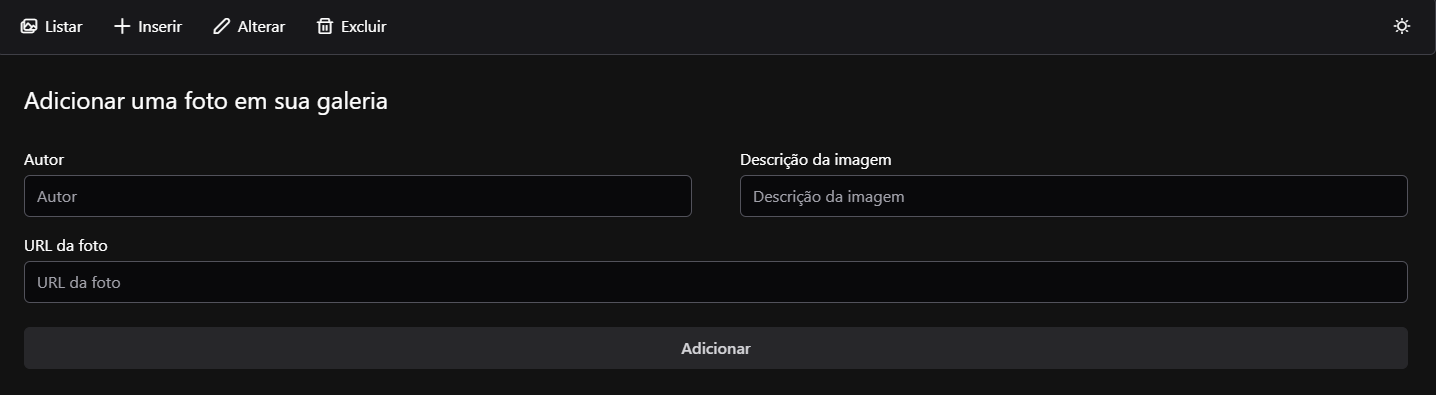 Listar Inserir Alterar Excluir
Adicionar uma foto em sua galeria
Autor Descrição da imagem
Autor Descrição da imagem
URL da foto
URL da foto
Adicionar